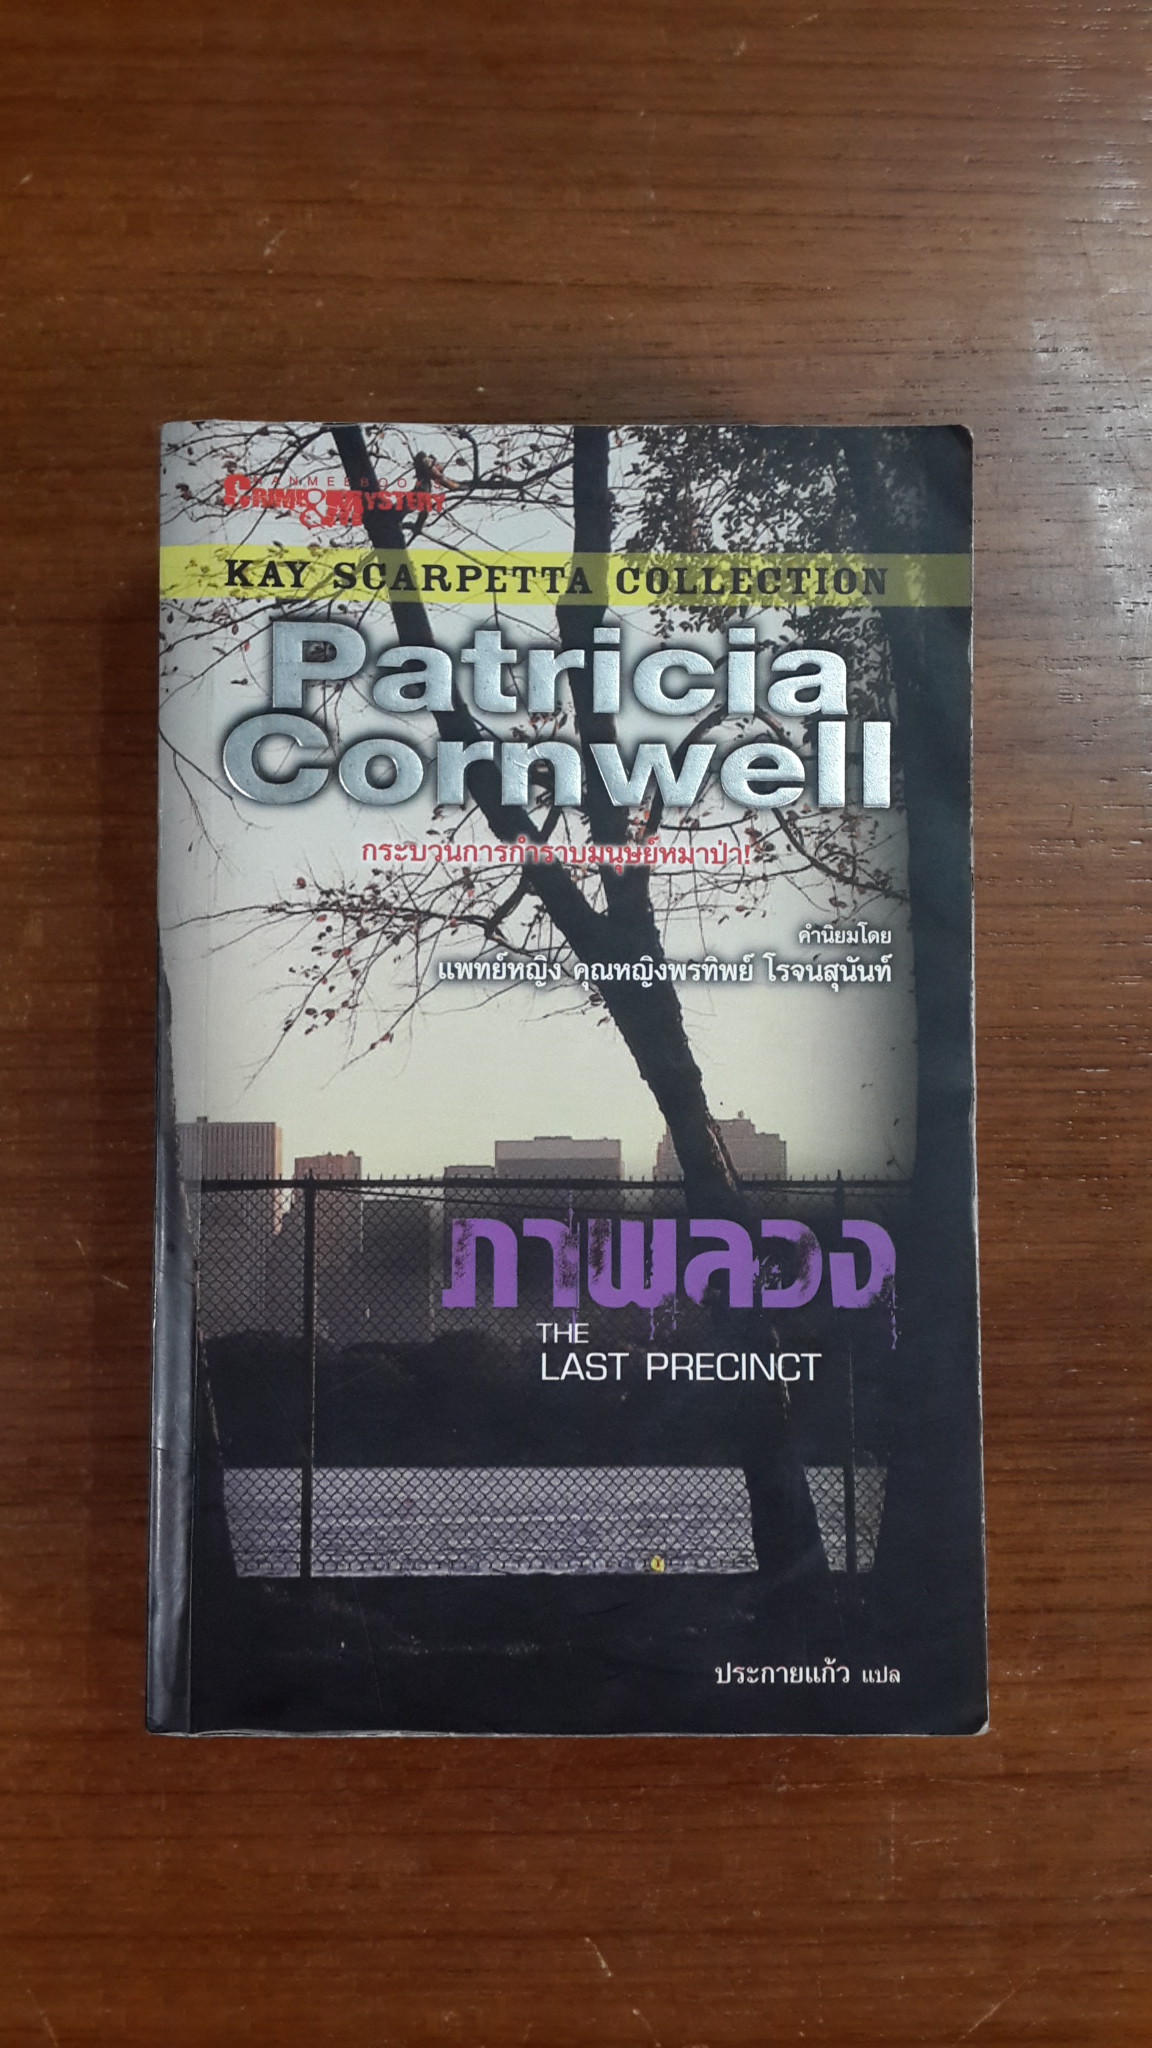 NANMEEBOOKS
CRIME & MYSTERY
KAY SCARPETTA COLLECTION
Patricia
Cornwell
กระบวนการกำราบมนุษย์หมาป่า!
คำนิยมโดย
แพทย์หญิง คุณหญิงพรทิพย์ โรจนสุนันท์
ภาพลวง
THE
LAST PRECINCT
ประกายแก้ว แปล